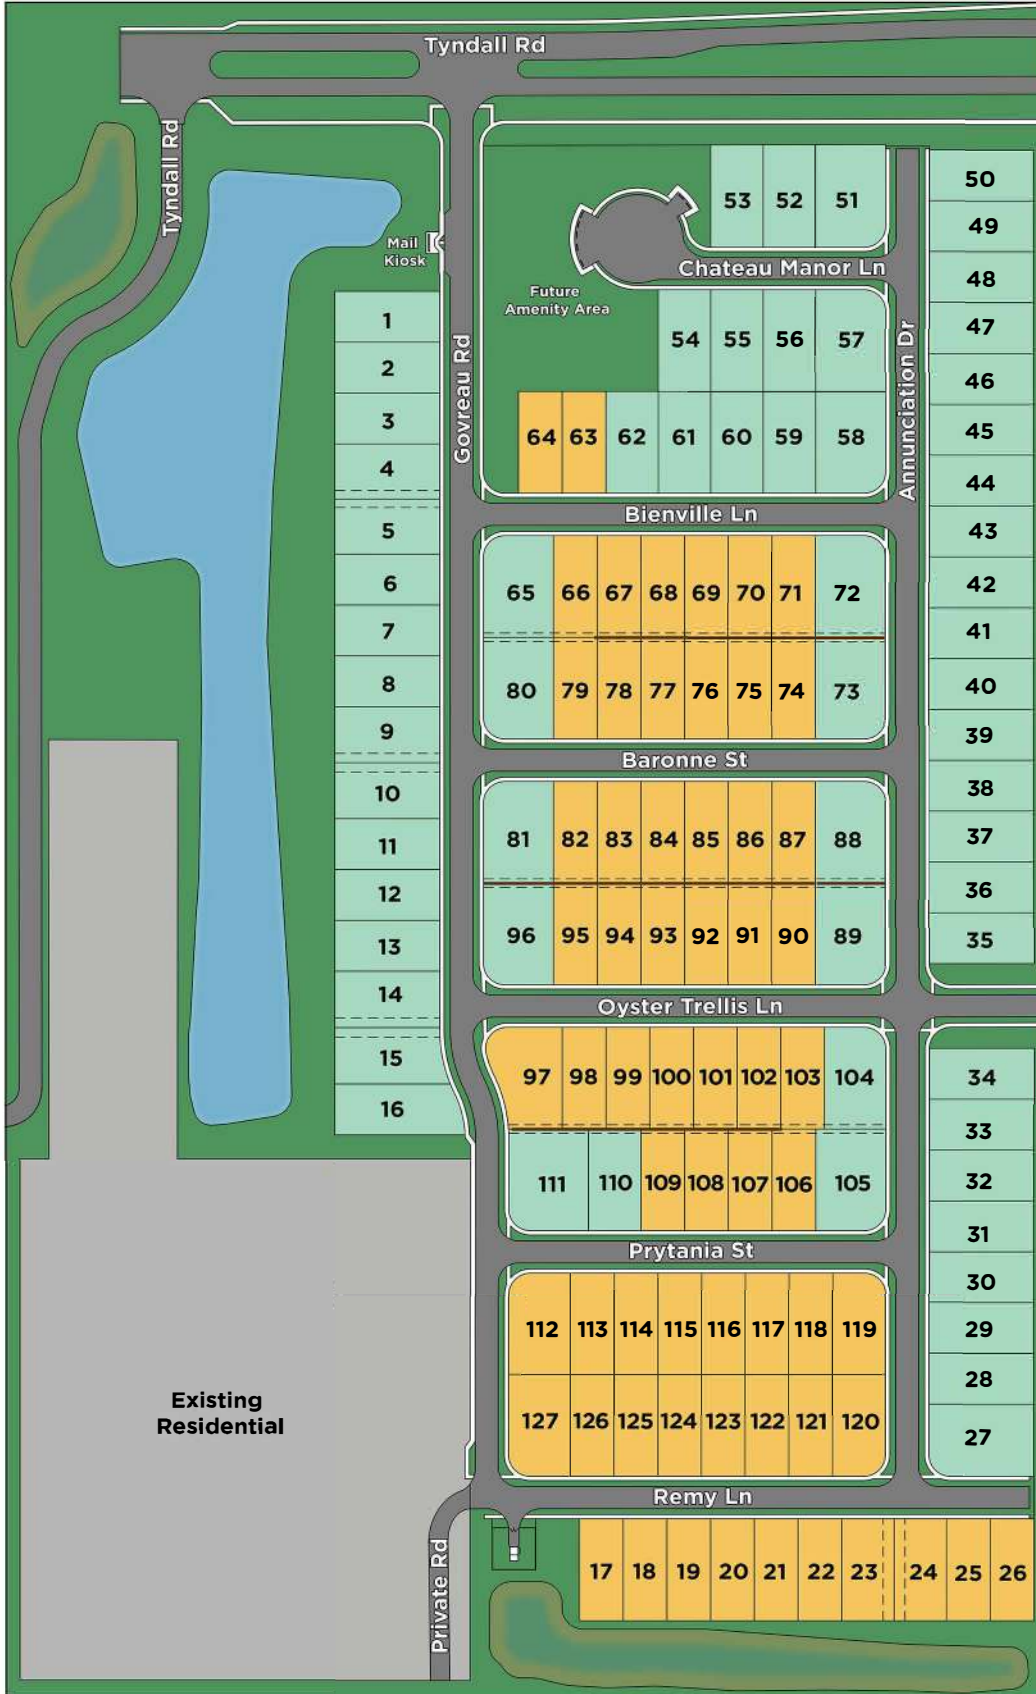 Tyndall Rd
Tyndall Rd
Mail
Kiosk
Govreau Rd
53 52 51
Chateau Manor Ln
Future
Amenity Area
54 55 56 57
64 63 62 61 60 59 58
Annunciation Dr
50
49
48
47
46
45
44
43
42
41
40
39
38
37
36
35
1
2
3
4
5
6
7
8
9
10
11
12
13
14
15
16
Bienville Ln
65 66 67 68 69 70 71 72
80 79 78 77 76 75 74 73
Baronne St
81 82 83 84 85 86 87 88
96 95 94 93 92 91 90 89
Oyster Trellis Ln
97 98 99 100 101 102 103 104
111 110 109 108 107 106 105
Prytania St
112 113 114 115 116 117 118 119
127 126 125 124 123 122 121 120
34
33
32
31
30
29
28
27
Existing
Residential
Remy Ln
Private Rd
17 18 19 20 21 22 23 24 25 26